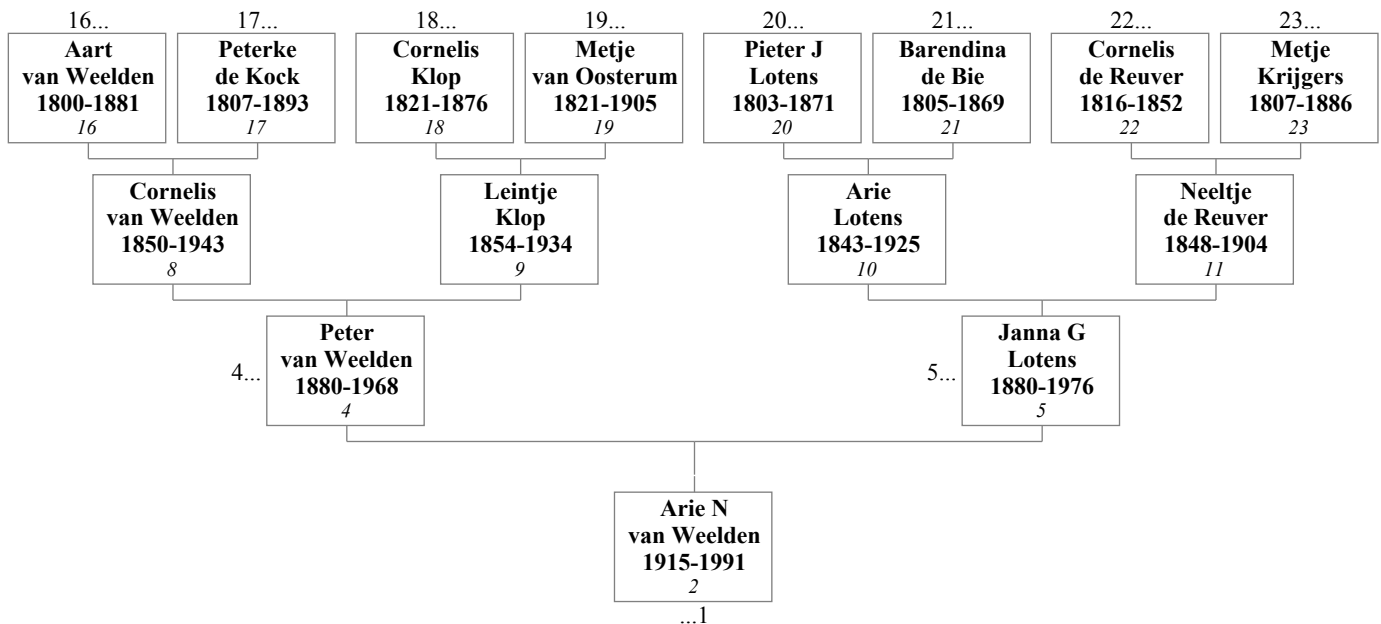 16...
17...
18...
19...
20...
21...
22...
23...
Aart
van Weelden
1800-1881
16
Peterke
de Kock
1807-1893
17
Cornelis
Klop
1821-1876
18
Metje
van Oosterum
1821-1905
19
Pieter J
Lotens
1803-1871
20
Barendina
de Bie
1805-1869
21
Cornelis
de Reuver
1816-1852
22
Metje
Krijgers
1807-1886
23
Cornelis
van Weelden
1850-1943
8
Leintje
Klop
1854-1934
9
Arie
Lotens
1843-1925
10
Neeltje
de Reuver
1848-1904
11
4...
Peter
van Weelden
1880-1968
4
5...
Janna G
Lotens
1880-1976
5
Arie N
van Weelden
1915-1991
2
...1